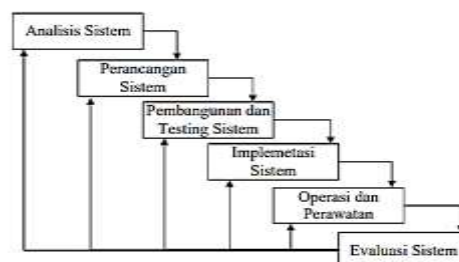 Analisis Sistem
Perancangan
Sistem
Pembangunan dan
Testing Sistem
Implemetasi
Sistem
Operasi dan
Perawatan
Evaluasi Sistem